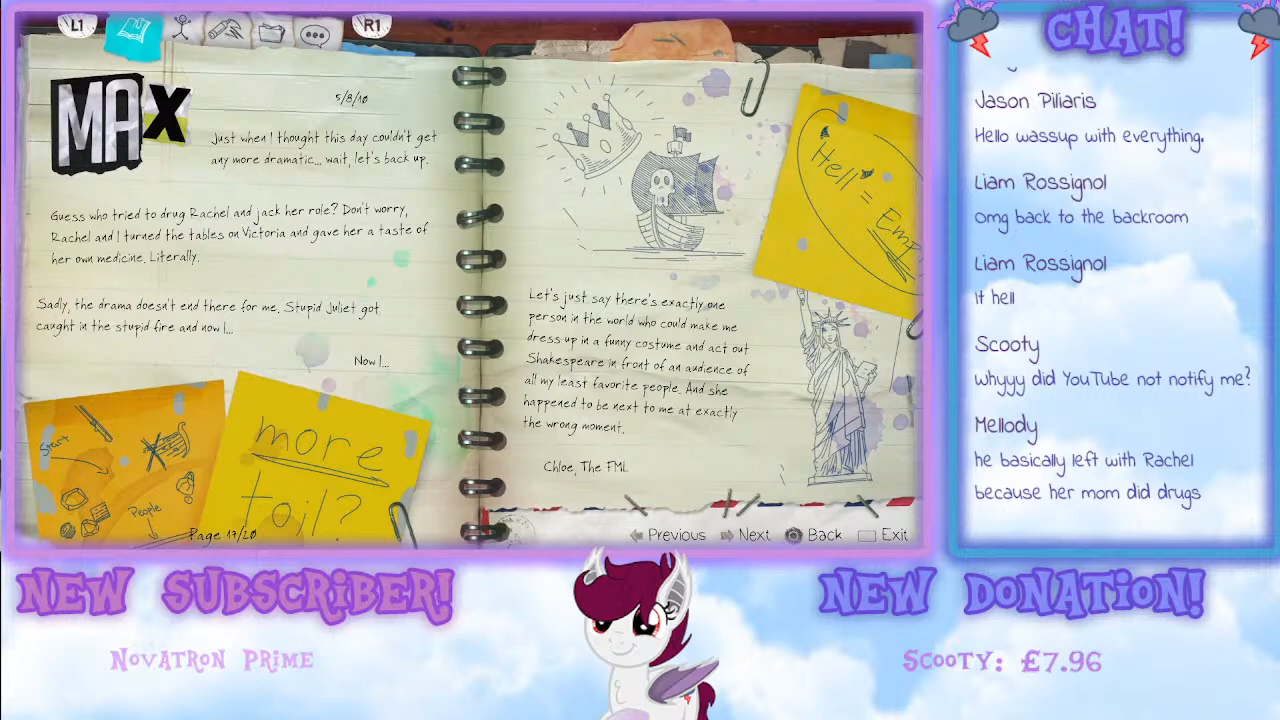 L1
R1
MAX
5/8/10
Just when I thought this day couldn't get
any more dramatic... wait, let's back up.
Guess who tried to drug Rachel and jack her role? Don't worry,
Rachel and I turned the tables on Victoria and gave her a taste of
her own medicine. Literally.
Sadly, the drama doesn't end there for me. Stupid Juliet got
caught in the stupid fire and now I...
Now I...
Start
People
more
toil?
Page 17/20
Hell =
Let's just say there's exactly one
person in the world who could make me
dress up in a funny costume and act out
Shakespeare in front of an audience of
all my least favorite people. And she
happened to be next to me at exactly
the wrong moment.
Chloe, The FML
Previous
Next
Back
Exit
CHAT!
Jason Piliaris
Hello wassup with everything.
Liam Rossignol
omg back to the backroom
Liam Rossignol
It hell
Scooty
whyyy did YouTube not notify me?
Mellody
he basically left with Rachel
because her mom did drugs
NEW SUBSCRIBER!
Novatron Prime
NEW DONATION!
Scooty: £7.96